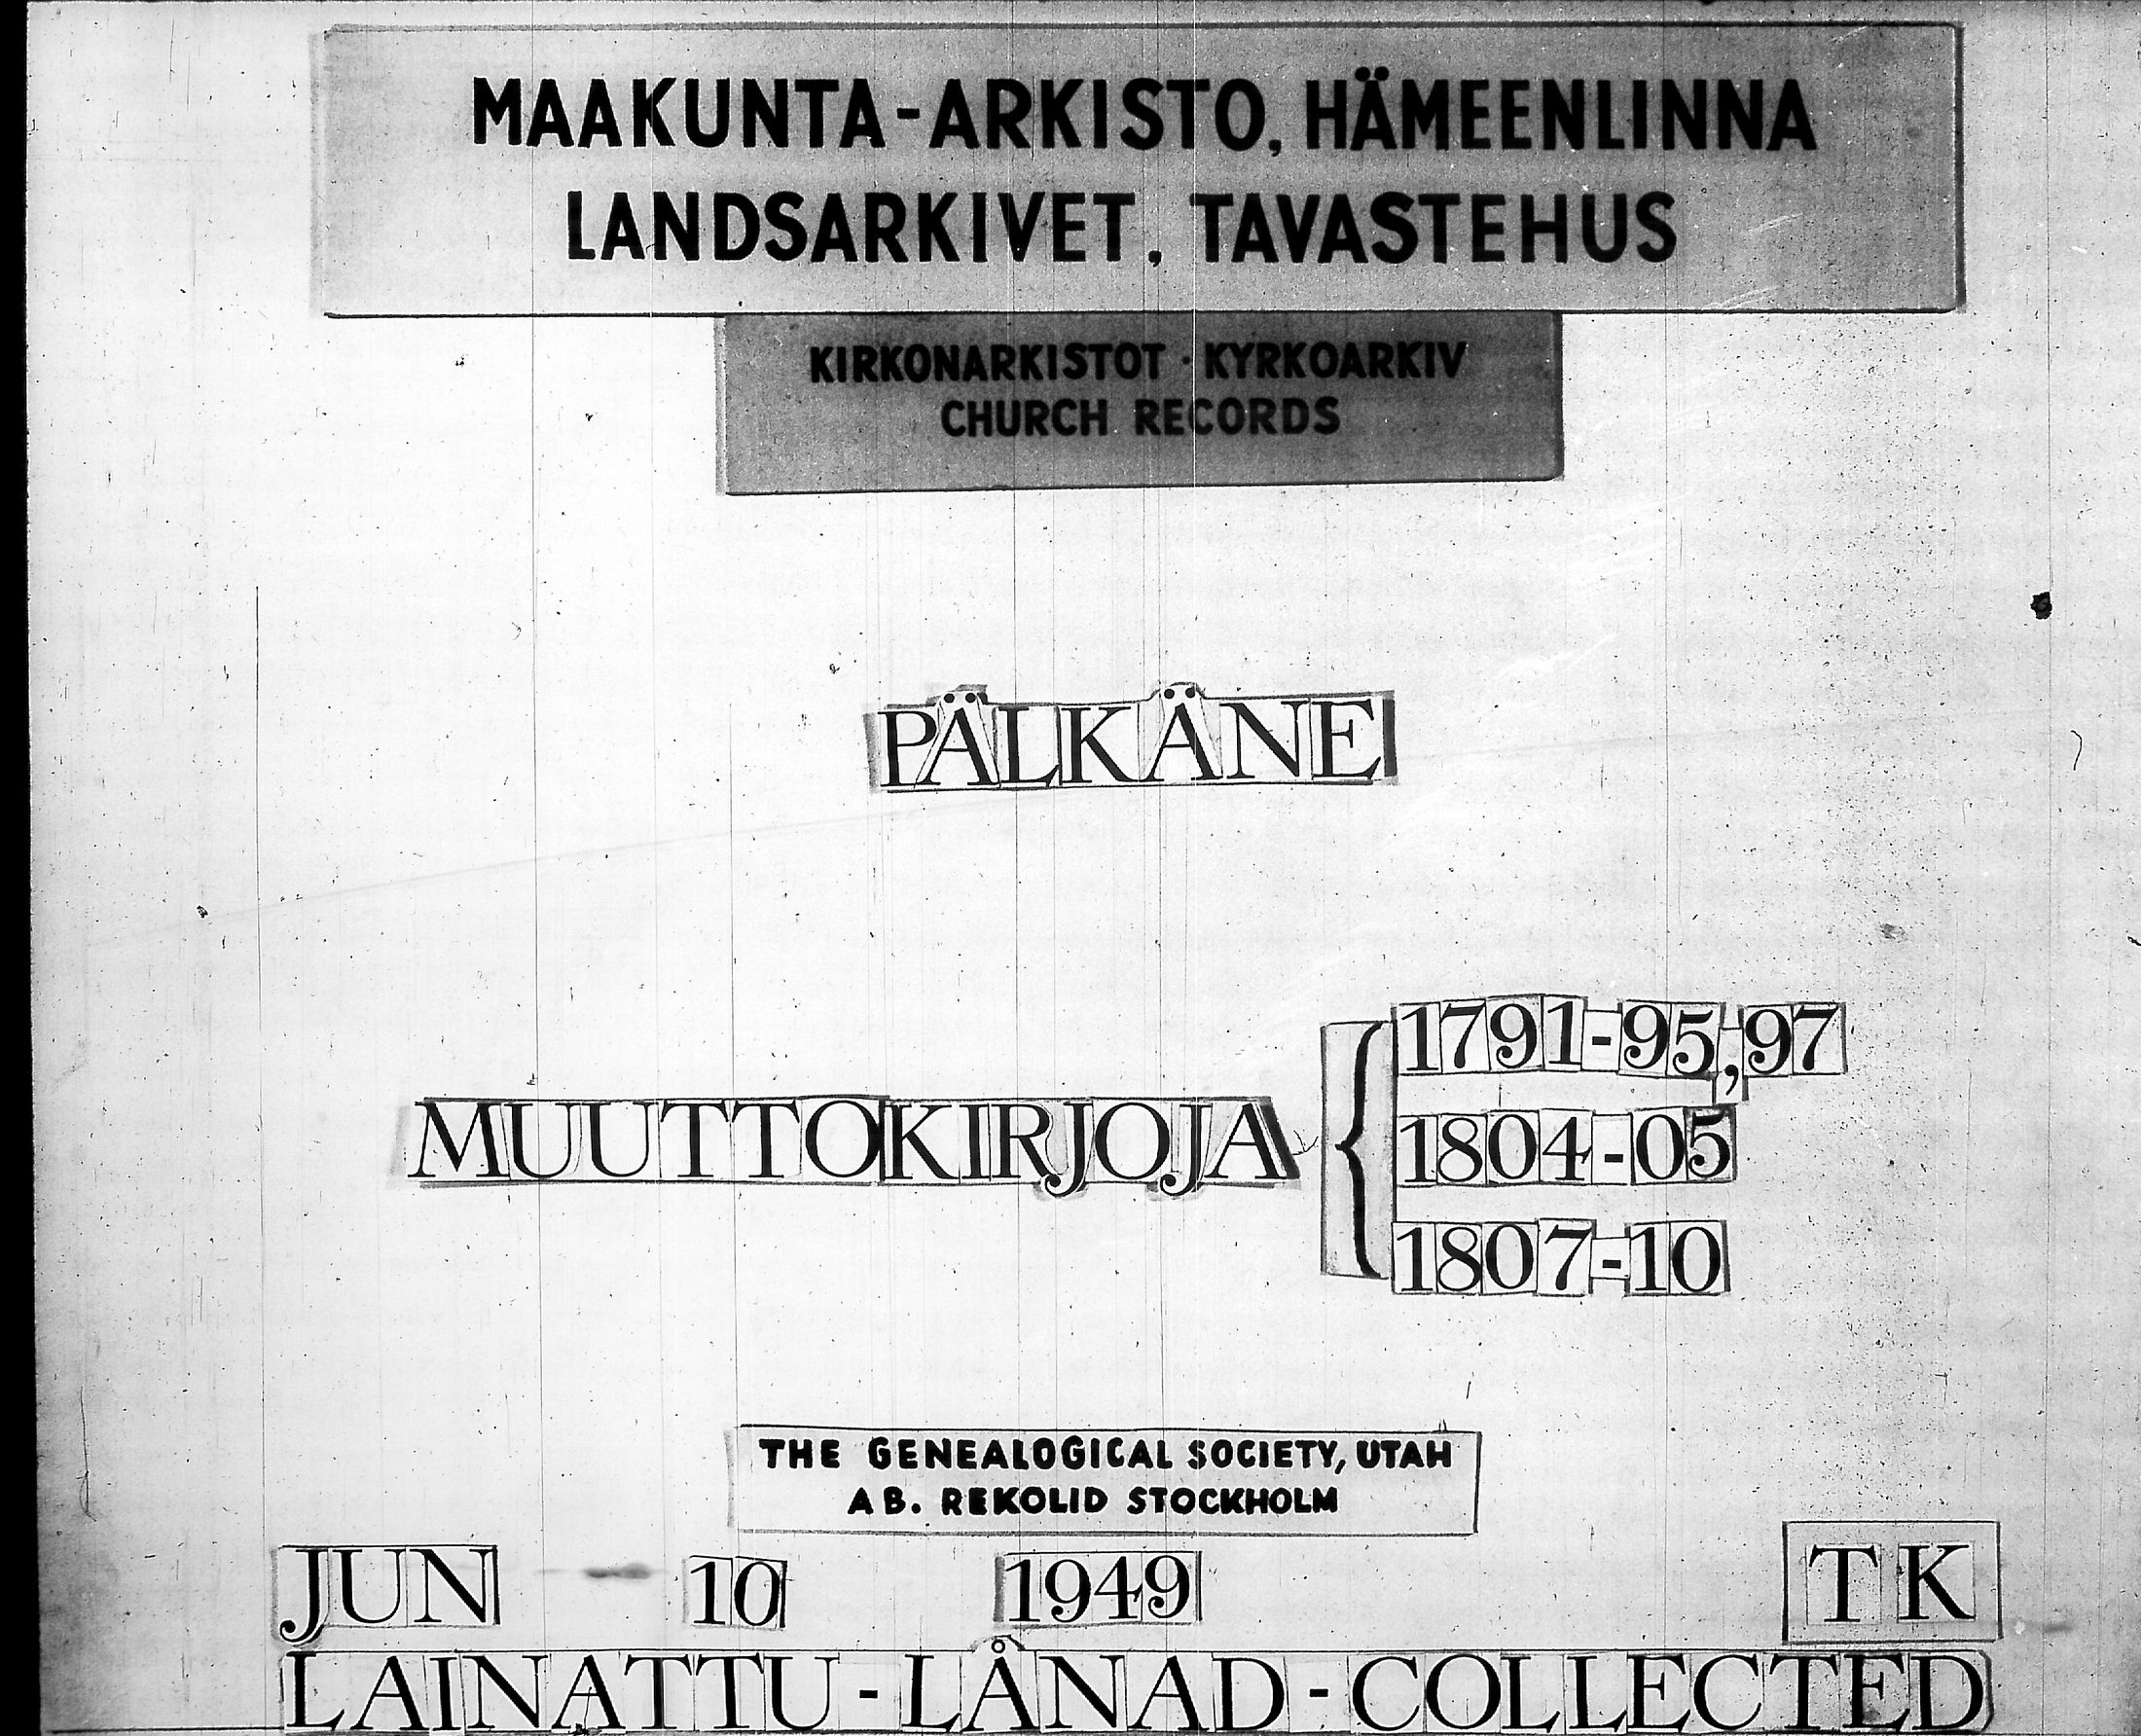 MAAKUNTA-ARKISTO, HÄMEENLINNA
LANDSARKIVET, TAVASTEHUS
KIRKONARKISTOT · KYRKOARKIV
CHURCH RECORDS
PÄLKÄNE
MUUTTOKIRJOJA {
1791-95,97
1804-05
1807-10
THE GENEALOGICAL SOCIETY, UTAH
AB. REKOLID STOCKHOLM
JUN 10 1949 TK
LAINATTU - LÅNAD - COLLECTED